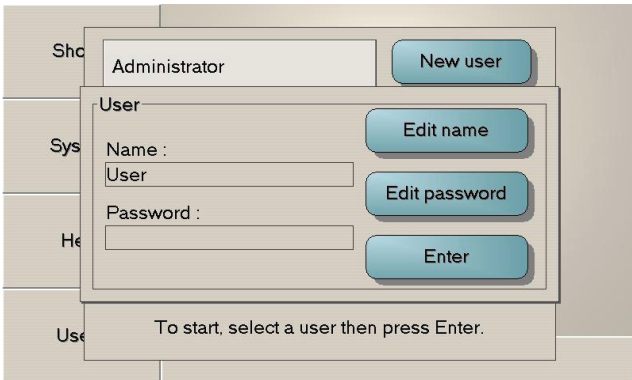 Administrator
New user
User
Name :
User
Edit name
Password :
Edit password
Enter
To start, select a user then press Enter.